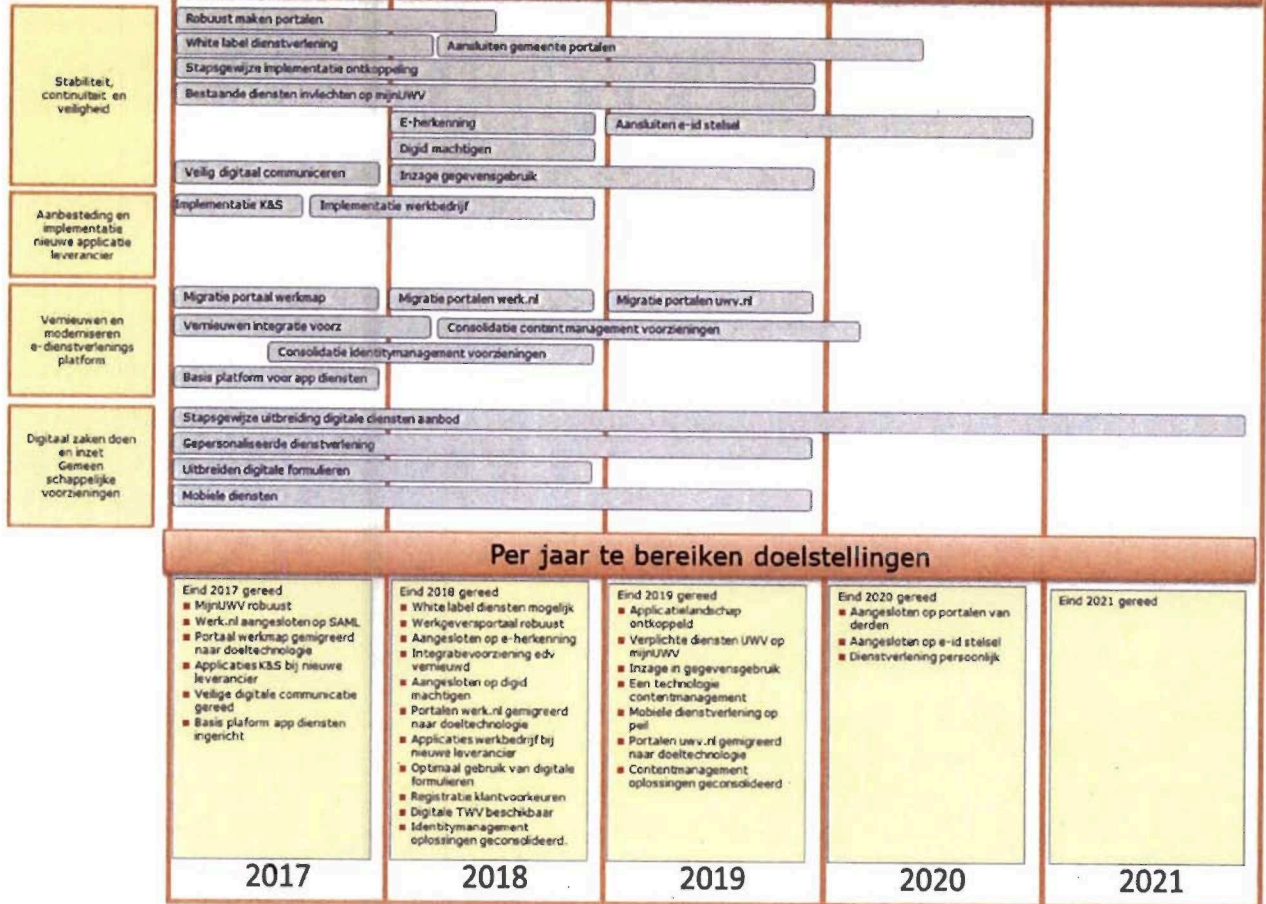 Stabiliteit,
continuïteit en
veiligheid
Robuust maken portalen
White label dienstverlening
Aansluiten gemeente portalen
Stapsgewijze implementatie ontkoppeling
Bestaande diensten invlechten op mijnUWV
E-herkenning
Aansluiten e-id stelsel
Digid machtigen
Veilig digitaal communiceren
Inzage gegevensgebruik
Aanbesteding en
implementatie
nieuwe applicatie
leverancier
Implementatie K&S
Implementatie werkbedrijf
Vernieuwen en
moderniseren
e-dienstverlenings
platform
Migratie portaal werkmap
Migratie portalen werk.nl
Migratie portalen uwv.nl
Vernieuwen integratie voorz
Consolidatie content management voorzieningen
Consolidatie identitymanagement voorzieningen
Basis platform voor app diensten
Digitaal zaken doen
en inzet
Gemeen
schappelijke
voorzieningen
Stapsgewijze uitbreiding digitale diensten aanbod
Gepersonaliseerde dienstverlening
Uitbreiden digitale formulieren
Mobiele diensten
Per jaar te bereiken doelstellingen
Eind 2017 gereed
MijnUWV robuust
Werk.nl aangesloten op SAML
Portaal werkmap gemigreerd
naar doeltechnologie
Applicaties K&S bij nieuwe
leverancier
Veilige digitale communicatie
gereed
Basis plaform app diensten
ingericht
2017
Eind 2018 gereed
White label diensten mogelijk
Werkgeversportaal robuust
Aangesloten op e-herkenning
Integratievoorziening edv
vernieuwd
Aangesloten op digid
machtigen
Portalen werk.nl gemigreerd
naar doeltechnologie
Applicaties werkbedrijf bij
nieuwe leverancier
Optimaal gebruik van digitale
formulieren
Registratie klantvoorkeuren
Digitale TWV beschikbaar
Identitymanagement
oplossingen geconsolideerd.
2018
Eind 2019 gereed
Applicatielandschap
ontkoppeld
Verplichte diensten UWV op
mijnUWV
Inzage in gegevensgebruik
Een technologie
contentmanagement
Mobiele dienstverlening op
peil
Portalen uwv.nl gemigreerd
naar doeltechnologie
Contentmanagement
oplossingen geconsolideerd
2019
Eind 2020 gereed
Aangesloten op portalen van
derden
Aangesloten op e-id stelsel
Dienstverlening persoonlijk
2020
Eind 2021 gereed
2021